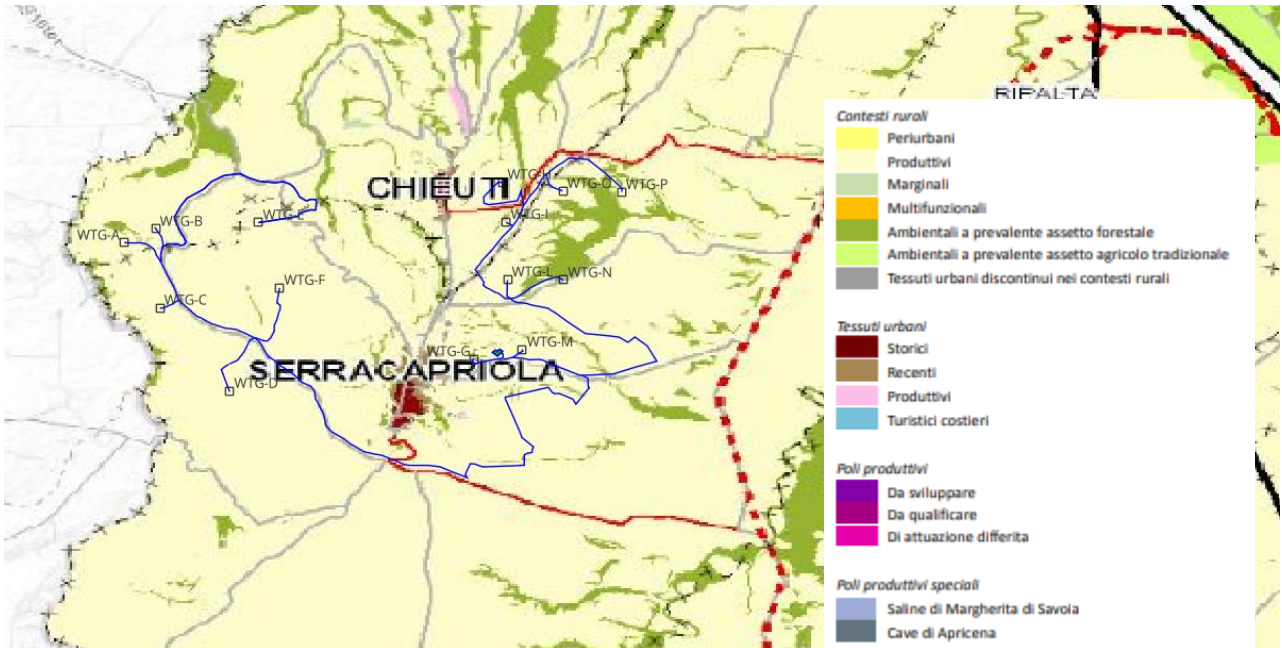 RIPALTA
CHIEUTI
WTG-H
WTG-O
WTG-P
WTG-B
WTG-E
WTG-I
WTG-A
WTG-L
WTG-N
WTG-F
WTG-C
WTG-M
WTG-G
SERRACAPRIOLA
WTG-D
Contesti rurali
Periurbani
Produttivi
Marginali
Multifunzionali
Ambientali a prevalente assetto forestale
Ambientali a prevalente assetto agricolo tradizionale
Tessuti urbani discontinui nei contesti rurali
Tessuti urbani
Storici
Recenti
Produttivi
Turistici costieri
Poli produttivi
Da sviluppare
Da qualificare
Di attuazione differita
Poli produttivi speciali
Saline di Margherita di Savoia
Cave di Apricena